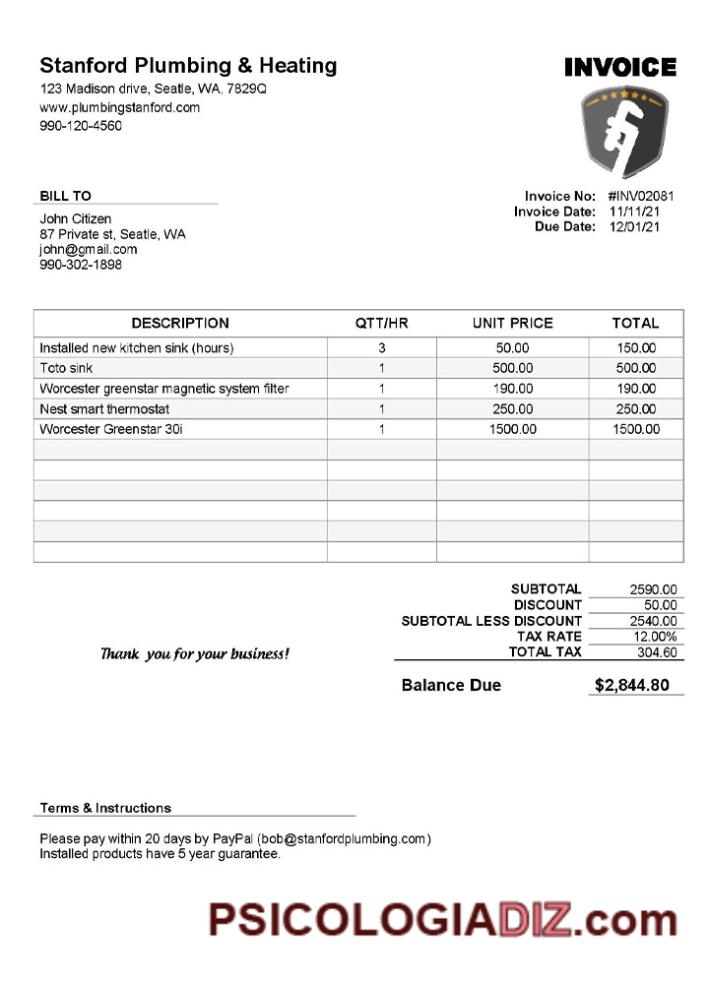 Stanford Plumbing & Heating
INVOICE
123 Madison drive, Seatle, WA, 7829Q
www.plumbingstanford.com
990-120-4560
BILL TO
John Citizen
87 Private st, Seatle, WA
john@gmail.com
990-302-1898
Invoice No: #INV02081
Invoice Date: 11/11/21
Due Date: 12/01/21
DESCRIPTION QTT/HR UNIT PRICE TOTAL
Installed new kitchen sink (hours) 3 50.00 150.00
Toto sink 1 500.00 500.00
Worcester greenstar magnetic system filter 1 190.00 190.00
Nest smart thermostat 1 250.00 250.00
Worcester Greenstar 30i 1 1500.00 1500.00
SUBTOTAL 2590.00
DISCOUNT 50.00
SUBTOTAL LESS DISCOUNT 2540.00
TAX RATE 12.00%
TOTAL TAX 304.60
Thank you for your business!
Balance Due $2,844.80
Terms & Instructions
Please pay within 20 days by PayPal (bob@stanfordplumbing.com)
Installed products have 5 year guarantee.
PSICOLOGIADIZ.com